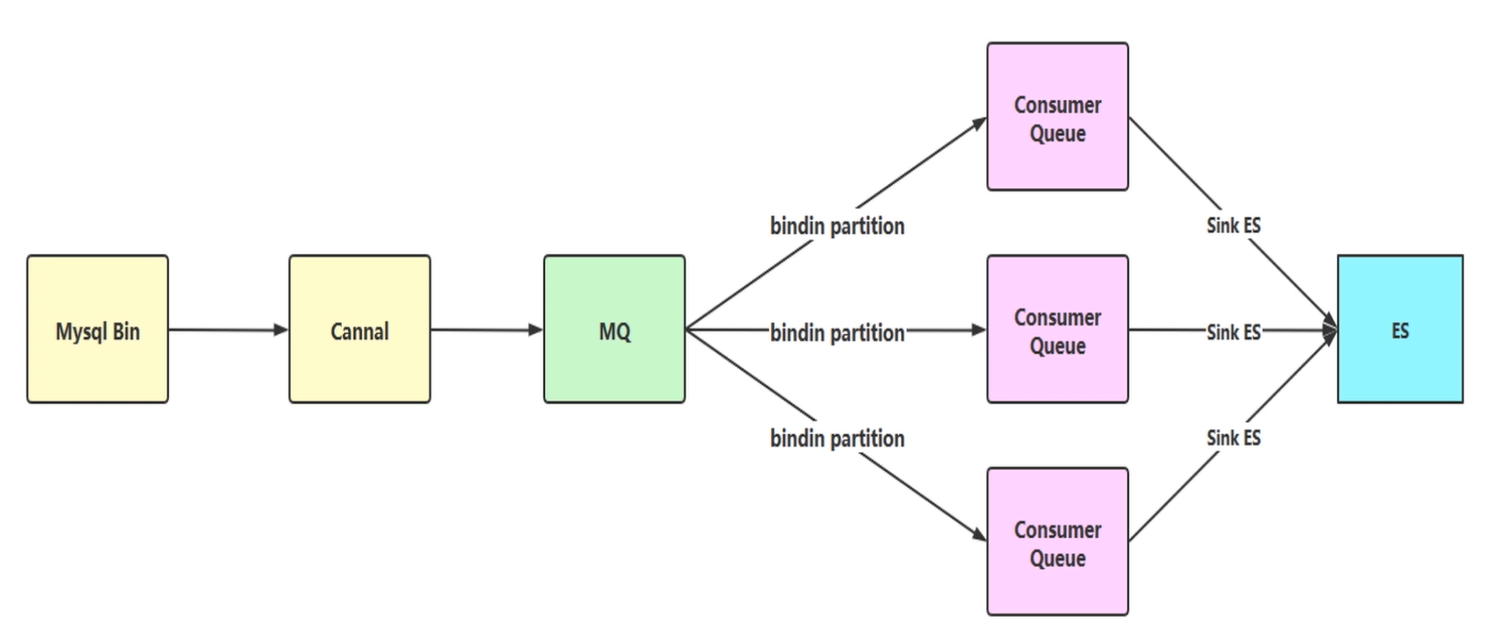 Mysql Bin
Cannal
MQ
bindin partition
bindin partition
bindin partition
Consumer
Queue
Consumer
Queue
Consumer
Queue
Sink ES
Sink ES
Sink ES
ES